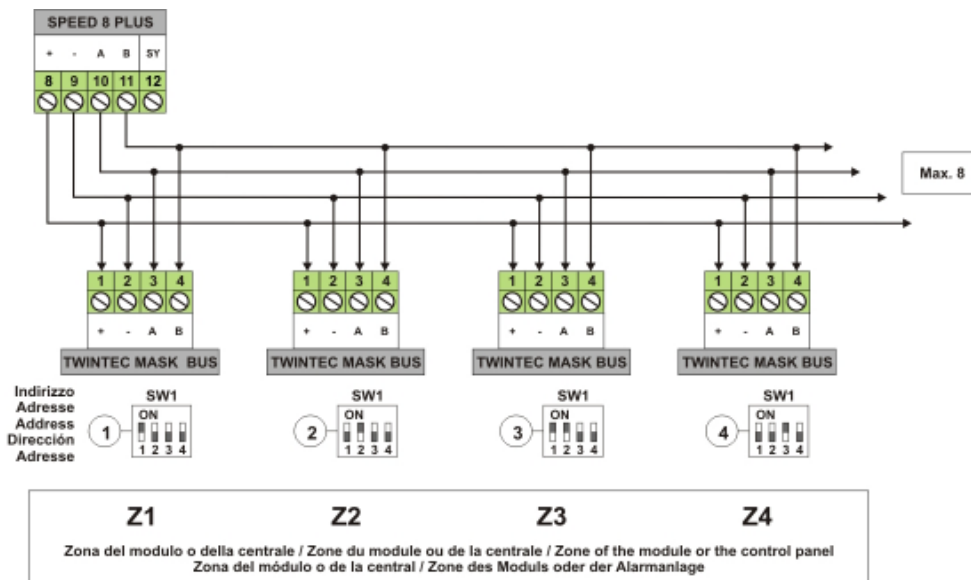 SPEED 8 PLUS
+ - A B SY
8 9 10 11 12
Max. 8
1 2 3 4 1 2 3 4 1 2 3 4 1 2 3 4
+ - A B + - A B + - A B + - A B
TWINTEC MASK BUS TWINTEC MASK BUS TWINTEC MASK BUS TWINTEC MASK BUS
Indirizzo
Adresse
Address
Dirección
Adresse
SW1 SW1 SW1 SW1
ON ON ON ON
1 2 3 4
1 2 3 4 1 2 3 4 1 2 3 4 1 2 3 4
Z1 Z2 Z3 Z4
Zona del modulo o della centrale / Zone du module ou de la centrale / Zone of the module or the control panel
Zona del módulo o de la central / Zone des Moduls oder der Alarmanlage